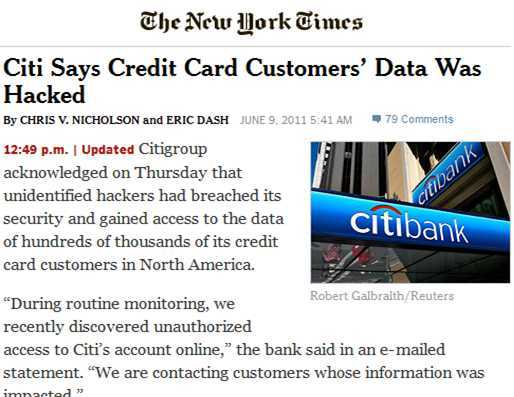 The New York Times
Citi Says Credit Card Customers’ Data Was
Hacked
By CHRIS V. NICHOLSON and ERIC DASH JUNE 9, 2011 5:41 AM 79 Comments
12:49 p.m. | Updated Citigroup
acknowledged on Thursday that
unidentified hackers had breached its
security and gained access to the data
of hundreds of thousands of its credit
card customers in North America.
citibank
citibank
Robert Galbraith/Reuters
“During routine monitoring, we
recently discovered unauthorized
access to Citi’s account online,” the bank said in an e-mailed
statement. “We are contacting customers whose information was
impacted.”